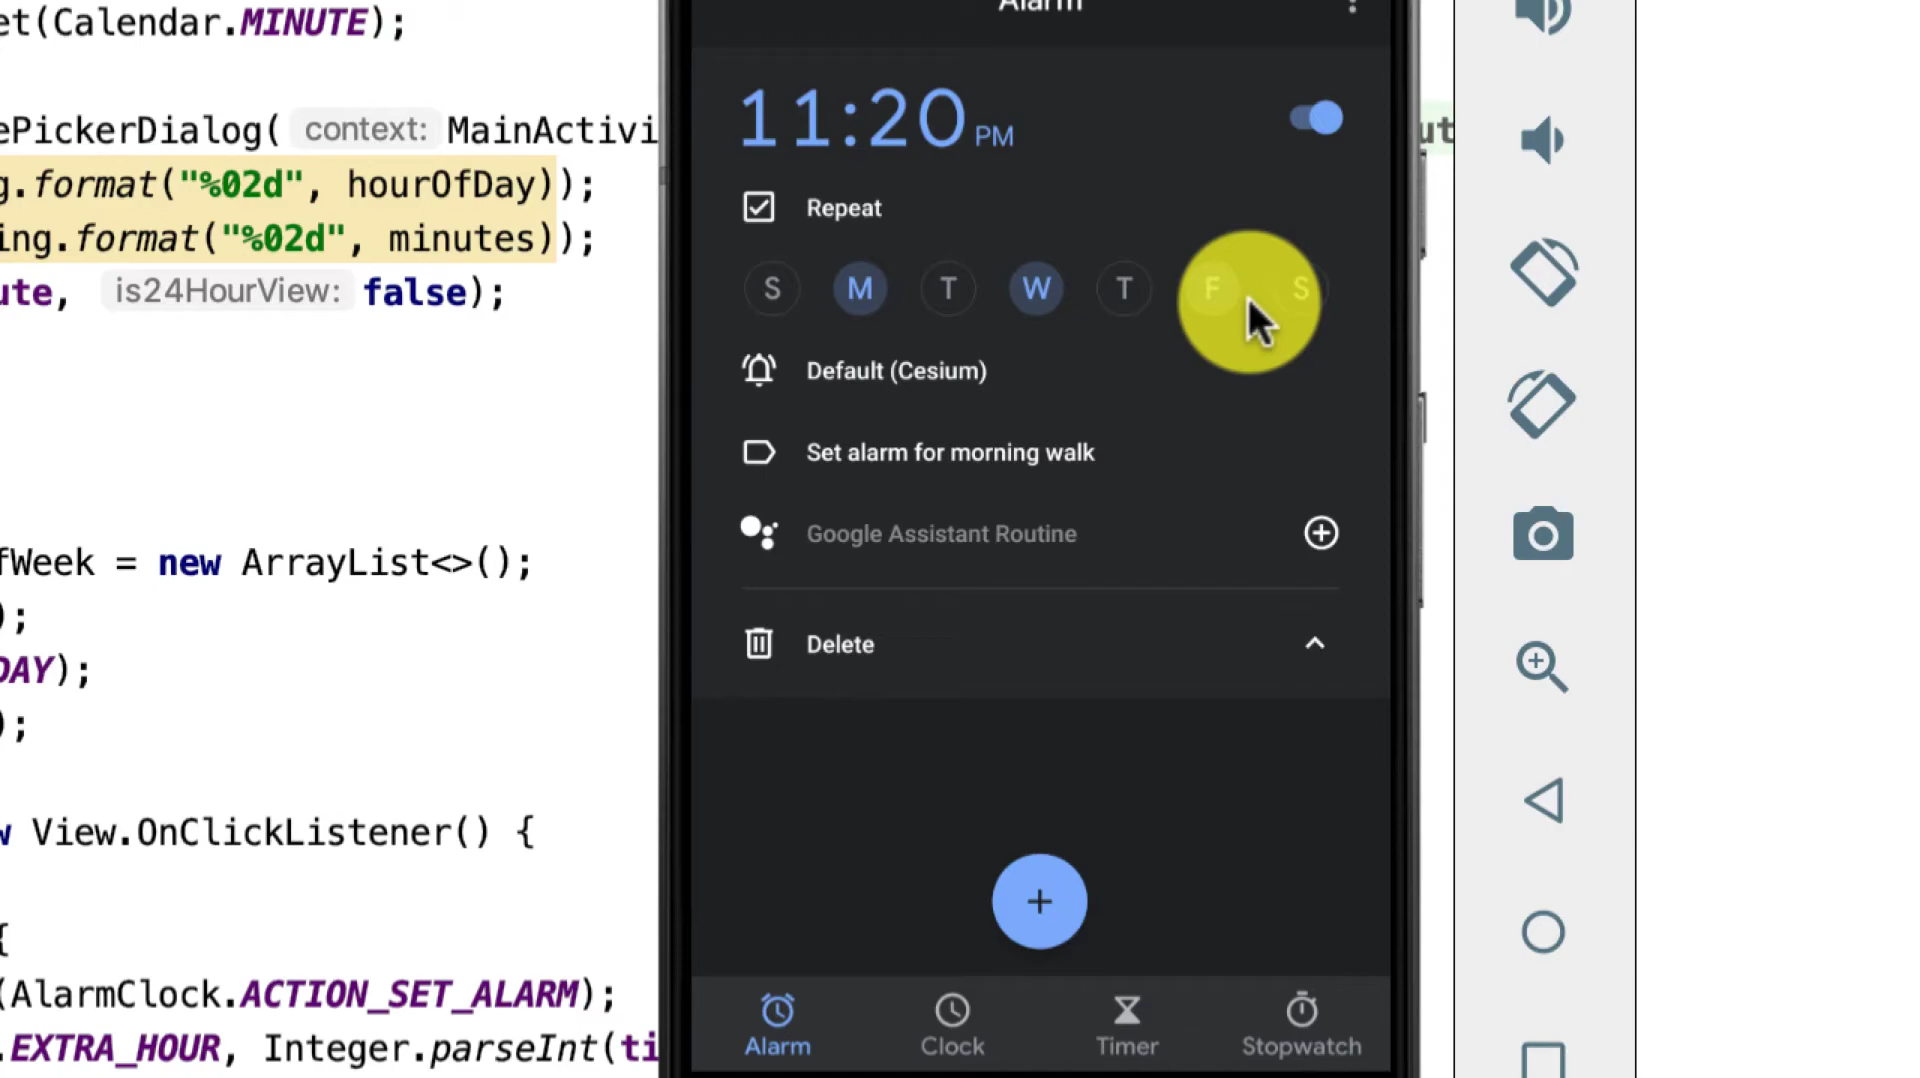 et(Calendar.MINUTE);
ePickerDialog( context: MainActivi
g.format("%02d", hourOfDay));
ing.format("%02d", minutes));
ute, is24HourView: false);
fWeek = new ArrayList<>();
);
DAY);
);
w View.OnClickListener() {
{
(AlarmClock.ACTION_SET_ALARM);
.EXTRA_HOUR, Integer.parseInt(ti
Alarm
11:20 PM
Repeat
S M T W T F S
Default (Cesium)
Set alarm for morning walk
Google Assistant Routine
Delete
+
Alarm Clock Timer Stopwatch
ut